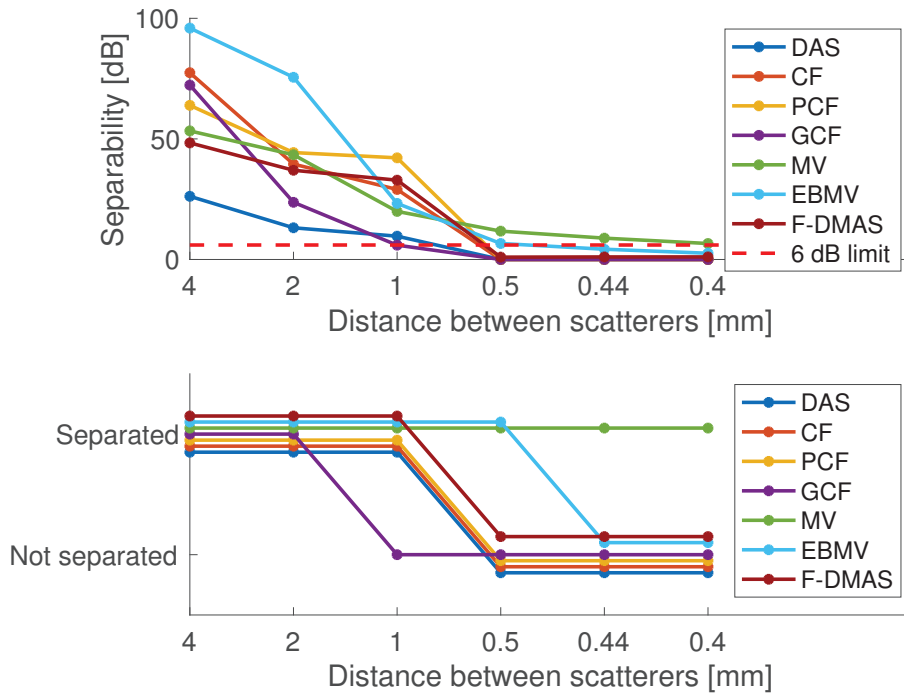 100
50
0
Separability [dB]
4 2 1 0.5 0.44 0.4
Distance between scatterers [mm]
DAS
CF
PCF
GCF
MV
EBMV
F-DMAS
6 dB limit
Separated
Not separated
4 2 1 0.5 0.44 0.4
Distance between scatterers [mm]
DAS
CF
PCF
GCF
MV
EBMV
F-DMAS